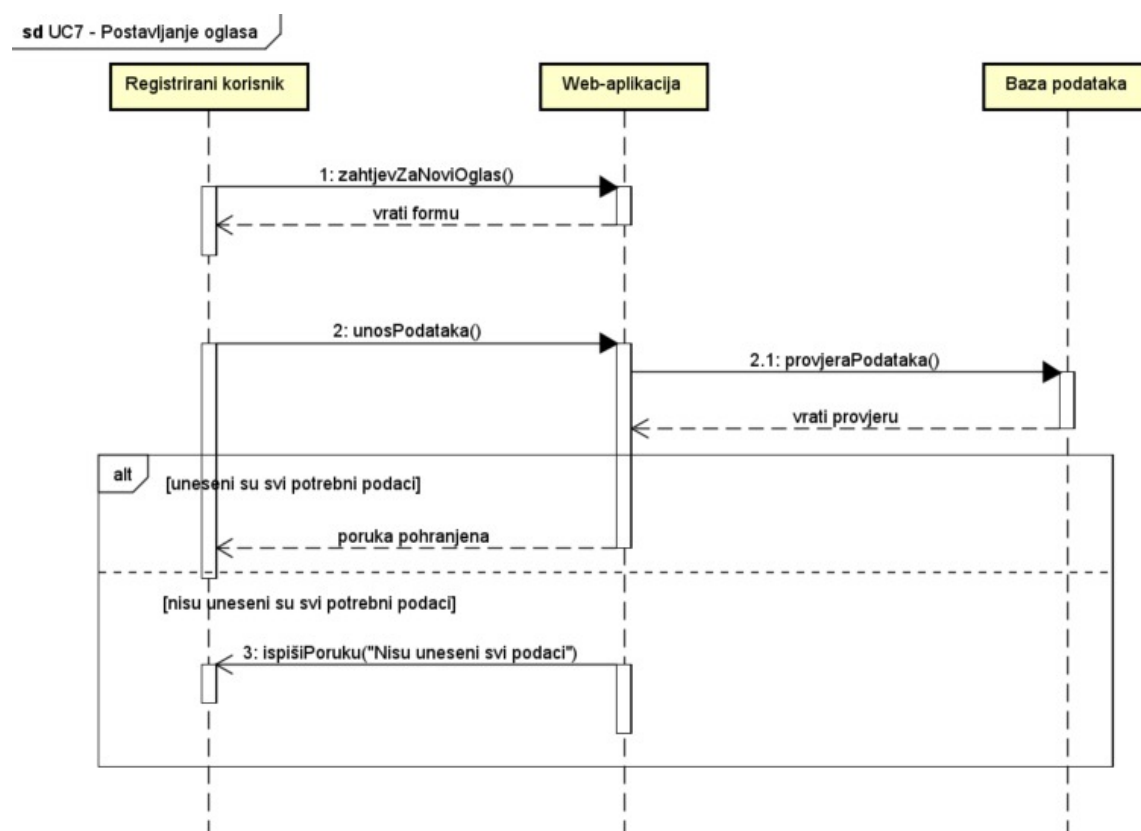 sd UC7 - Postavljanje oglasa
Registrirani korisnik
Web-aplikacija
Baza podataka
1: zahtjevZaNoviOglas()
vrati formu
2: unosPodataka()
2.1: provjeraPodataka()
vrati provjeru
alt
[uneseni su svi potrebni podaci]
poruka pohranjena
[nisu uneseni su svi potrebni podaci]
3: ispišiPoruku("Nisu uneseni svi podaci")